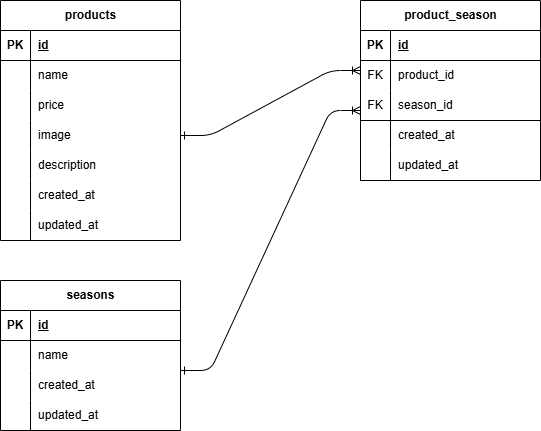 products
PK id
name
price
image
description
created_at
updated_at
product_season
PK id
FK product_id
FK season_id
created_at
updated_at
seasons
PK id
name
created_at
updated_at